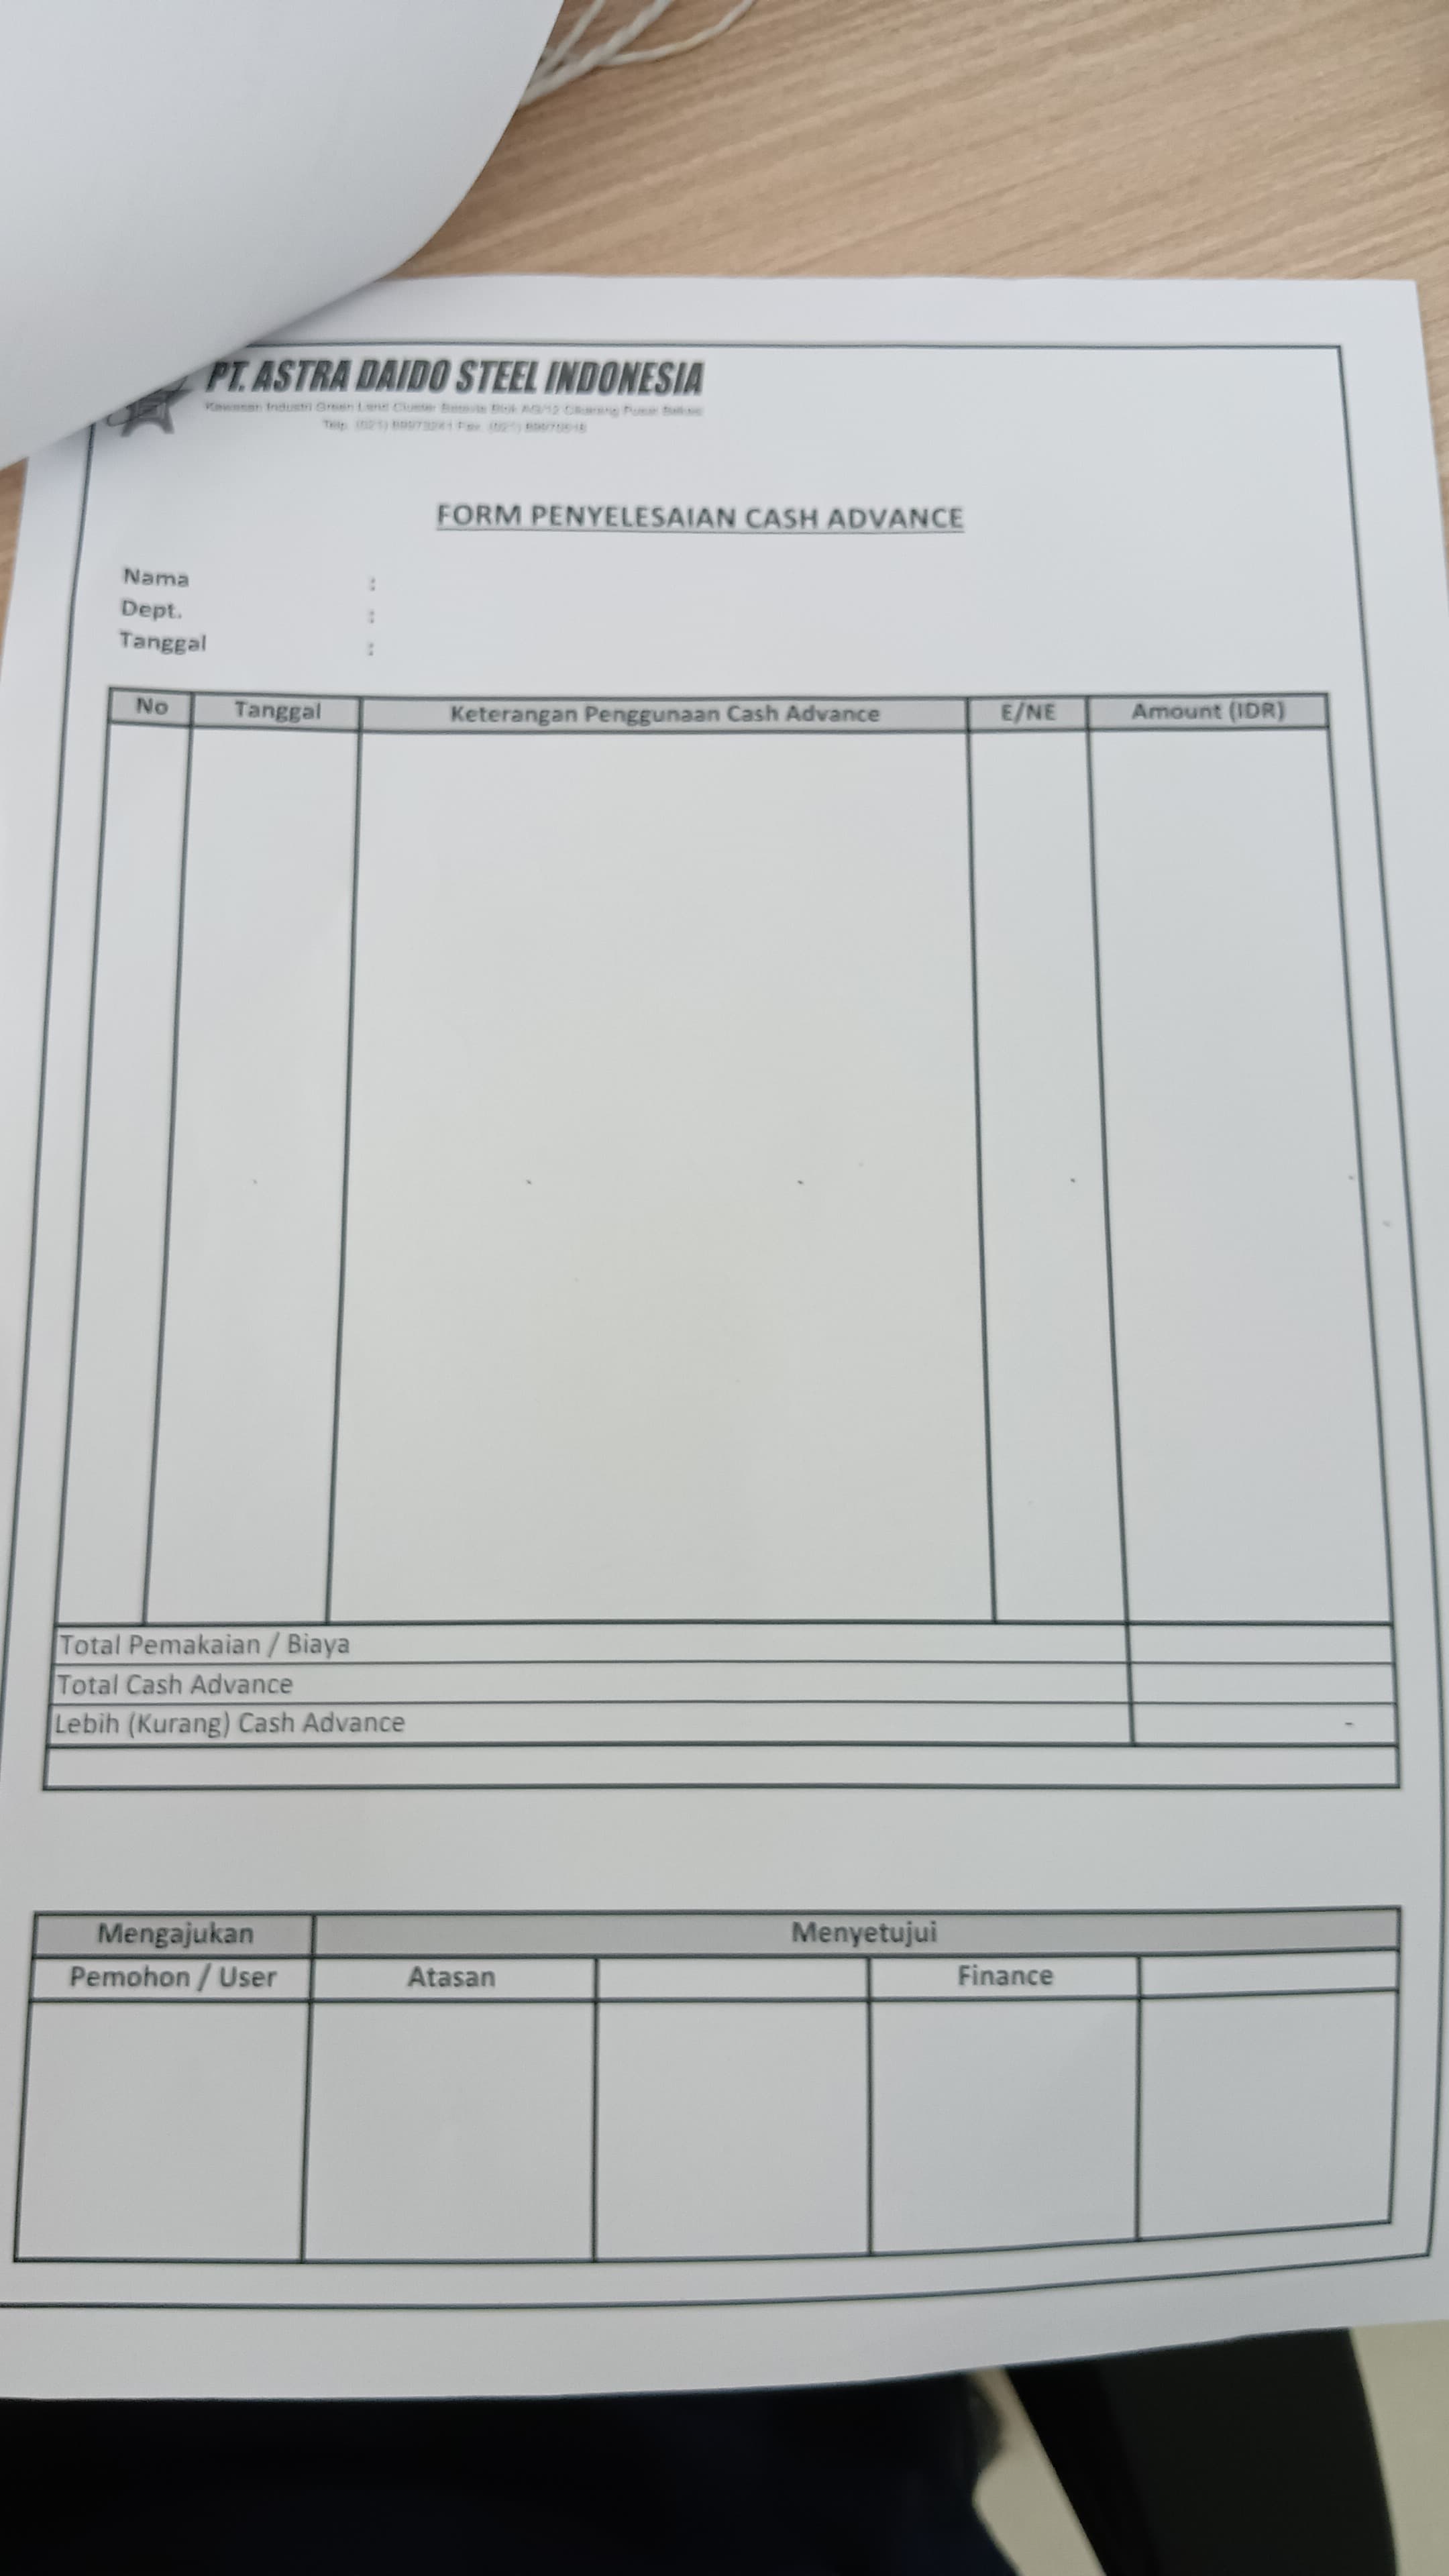 PT. ASTRA DAIDO STEEL INDONESIA
Kawasan Industri Green Land Cluster Batavia Blok AG/12 Cikarang Pusat Bekasi
Telp. (021) Fax. (021)
FORM PENYELESAIAN CASH ADVANCE
Nama :
Dept. :
Tanggal :
No Tanggal Keterangan Penggunaan Cash Advance E/NE Amount (IDR)
Total Pemakaian / Biaya
Total Cash Advance
Lebih (Kurang) Cash Advance -
Mengajukan Menyetujui
Pemohon / User Atasan Finance